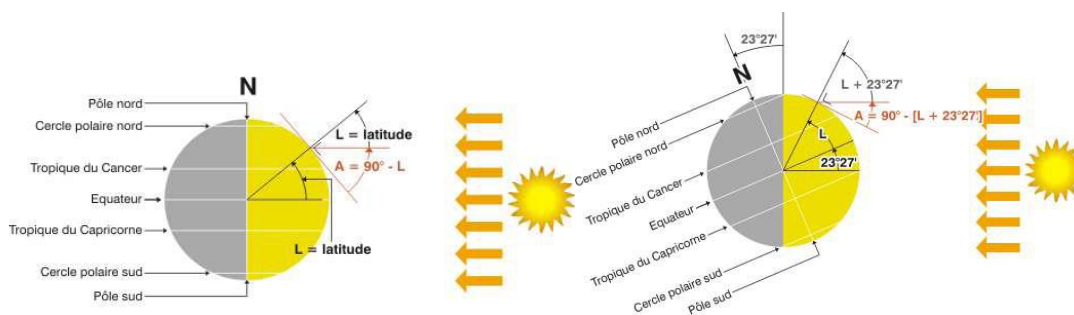 N
Pôle nord
Cercle polaire nord
L = latitude
Tropique du Cancer
A = 90° - L
Equateur
Tropique du Capricorne
L = latitude
Cercle polaire sud
Pôle sud
23°27'
N
L + 23°27'
A = 90° - [L + 23°27']
Pôle nord
L
Cercle polaire nord
23°27'
Tropique du Cancer
Equateur
Tropique du Capricorne
Cercle polaire sud
Pôle sud